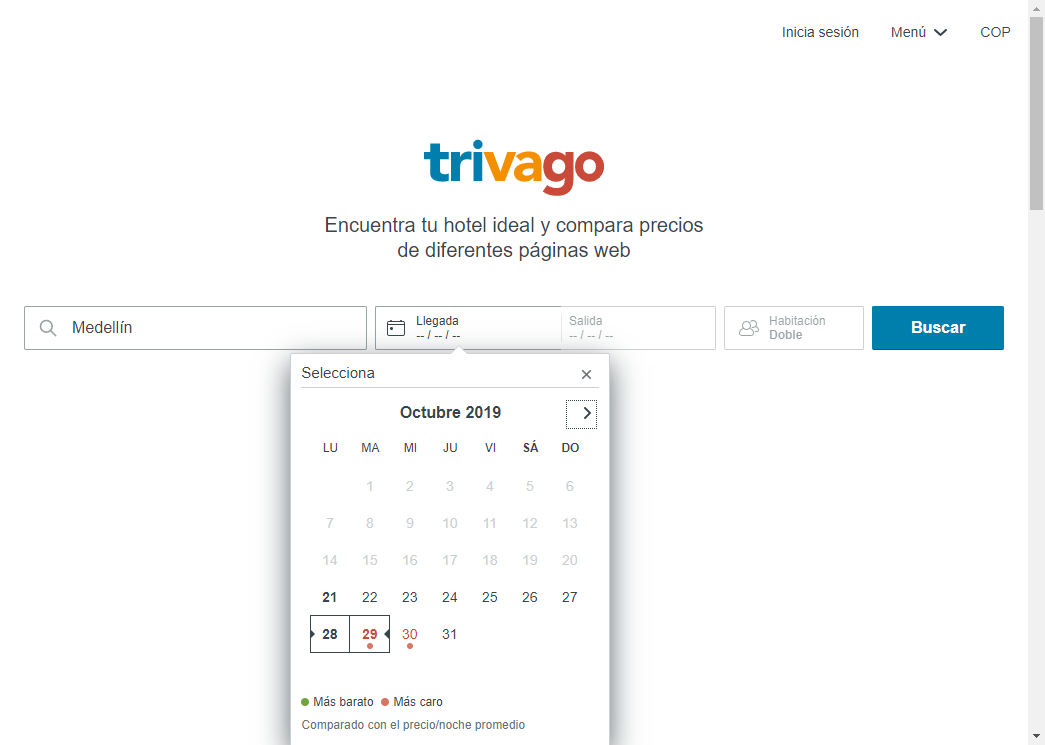 Inicia sesión Menú COP
trivago
Encuentra tu hotel ideal y compara precios
de diferentes páginas web
Medellín
Llegada
-- / -- / --
Salida
-- / -- / --
Habitación
Doble
Buscar
Selecciona
Octubre 2019
LU MA MI JU VI SÁ DO
1 2 3 4 5 6
7 8 9 10 11 12 13
14 15 16 17 18 19 20
21 22 23 24 25 26 27
28 29 30 31
Más barato Más caro
Comparado con el precio/noche promedio